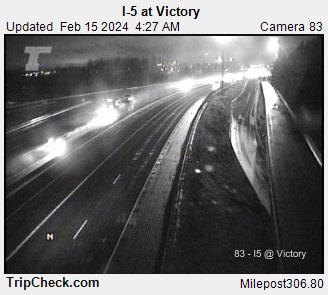 I-5 at Victory
Updated Feb 15 2024 4:27 AM Camera 83
T
N
83 - I5 @ Victory
TripCheck.com Milepost306.80